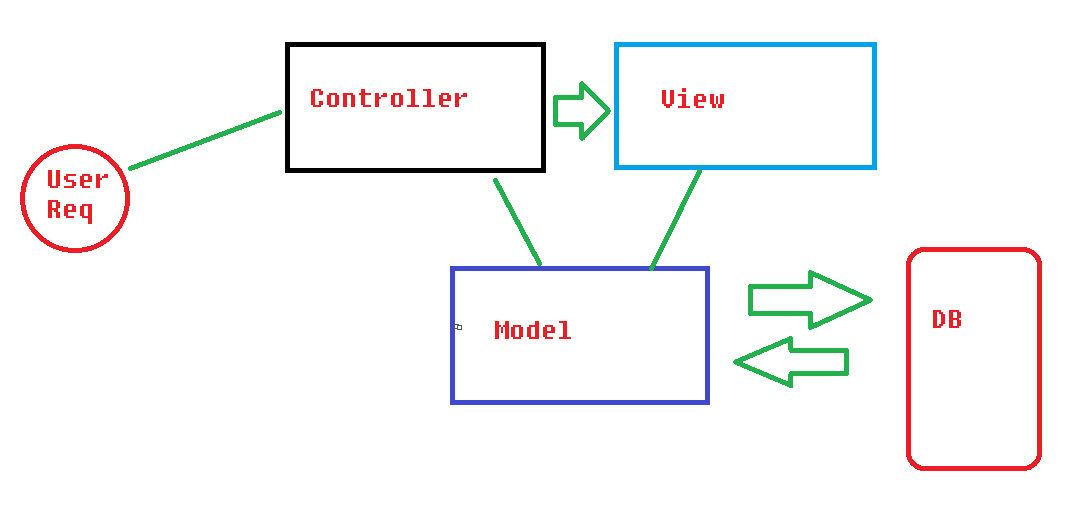 Controller
View
User
Req
Model
DB